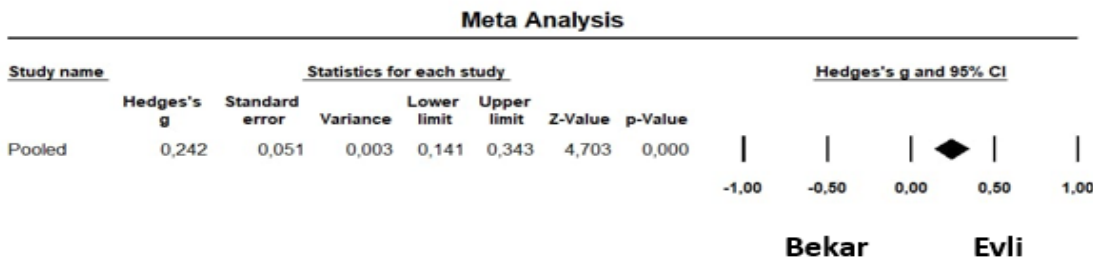 Meta Analysis
Study name Statistics for each study Hedges's g and 95% CI
Hedges's g Standard error Variance Lower limit Upper limit Z-Value p-Value
Pooled 0,242 0,051 0,003 0,141 0,343 4,703 0,000
-1,00 -0,50 0,00 0,50 1,00
Bekar Evli